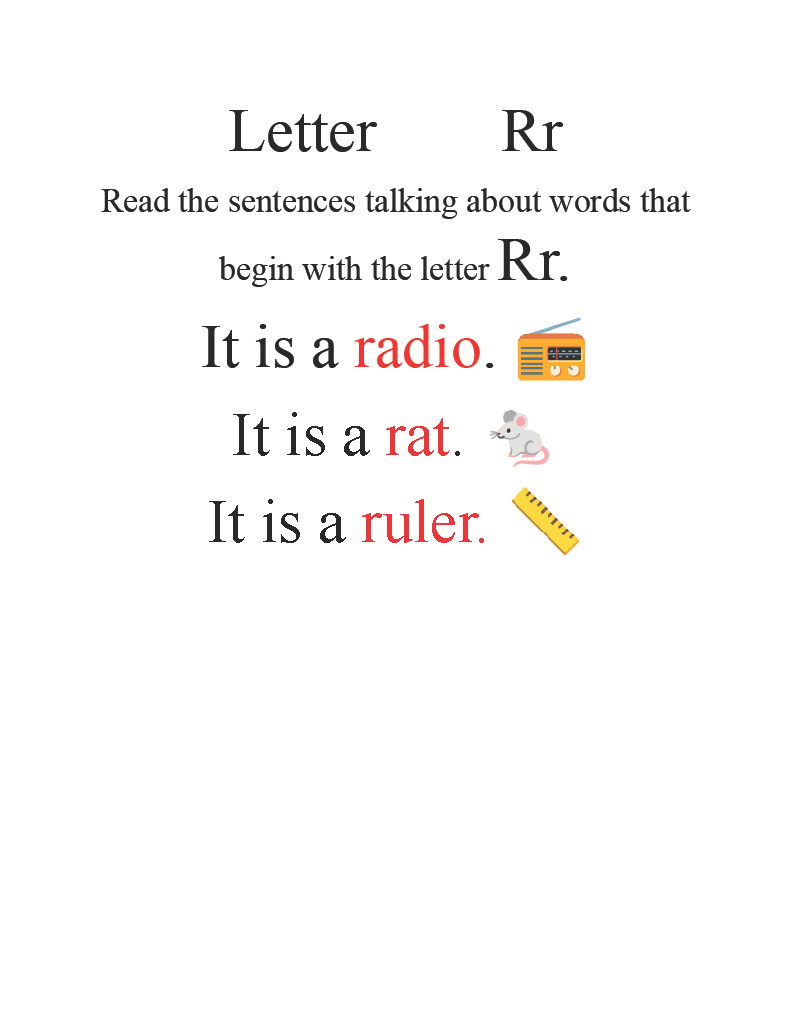 Letter Rr
Read the sentences talking about words that
begin with the letter Rr.
It is a radio.
It is a rat.
It is a ruler.